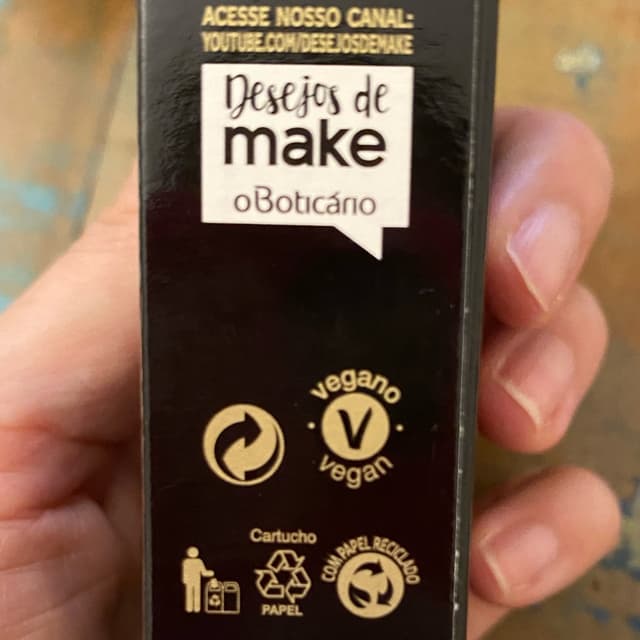 ACESSE NOSSO CANAL:
YOUTUBE.COM/DESEJOSDEMAKE
Desejos de
make
oBoticário
vegano
V
vegan
Cartucho
PAPEL
COM PAPEL RECICLADO